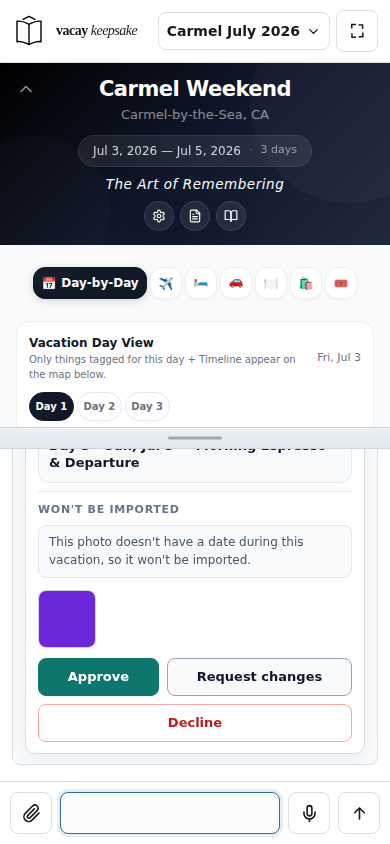 vacay keepsake
Carmel July 2026
Carmel Weekend
Carmel-by-the-Sea, CA
Jul 3, 2026 — Jul 5, 2026 · 3 days
The Art of Remembering
Day-by-Day
Vacation Day View
Only things tagged for this day + Timeline appear on
the map below.
Fri, Jul 3
Day 1
Day 2
Day 3
& Departure
WON'T BE IMPORTED
This photo doesn't have a date during this
vacation, so it won't be imported.
Approve
Request changes
Decline